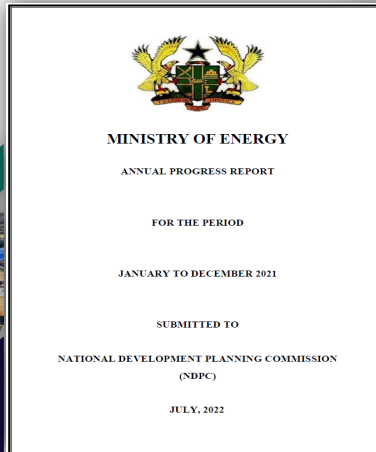 MINISTRY OF ENERGY
ANNUAL PROGRESS REPORT
FOR THE PERIOD
JANUARY TO DECEMBER 2021
SUBMITTED TO
NATIONAL DEVELOPMENT PLANNING COMMISSION
(NDPC)
JULY, 2022